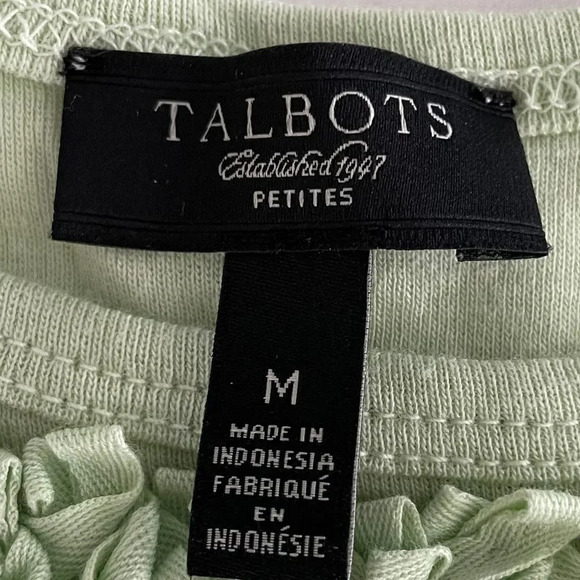 TALBOTS
Established 1947
PETITES
M
MADE IN
INDONESIA
FABRIQUÉ
EN
INDONÉSIE